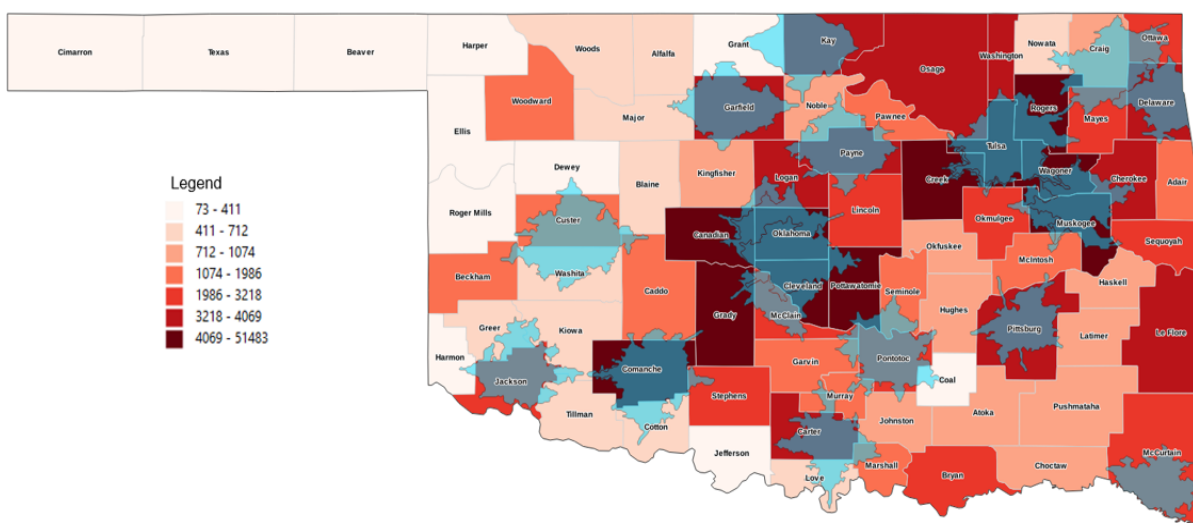 Cimarron
Texas
Beaver
Harper
Woods
Alfalfa
Grant
Kay
Osage
Washington
Nowata
Craig
Ottawa
Ellis
Woodward
Major
Garfield
Noble
Pawnee
Rogers
Mayes
Delaware
Dewey
Blaine
Kingfisher
Logan
Payne
Creek
Tulsa
Wagoner
Cherokee
Adair
Roger Mills
Custer
Canadian
Oklahoma
Lincoln
Okmulgee
Muskogee
Sequoyah
Beckham
Washita
Caddo
Grady
Cleveland
McClain
Pottawatomie
Seminole
Okfuskee
Hughes
McIntosh
Haskell
Pittsburg
Latimer
Le Flore
Greer
Kiowa
Harmon
Jackson
Comanche
Tillman
Cotton
Stephens
Garvin
Pontotoc
Coal
Murray
Johnston
Atoka
Pushmataha
Jefferson
Carter
Love
Marshall
Bryan
Choctaw
McCurtain
Legend
73 - 411
411 - 712
712 - 1074
1074 - 1986
1986 - 3218
3218 - 4069
4069 - 51483